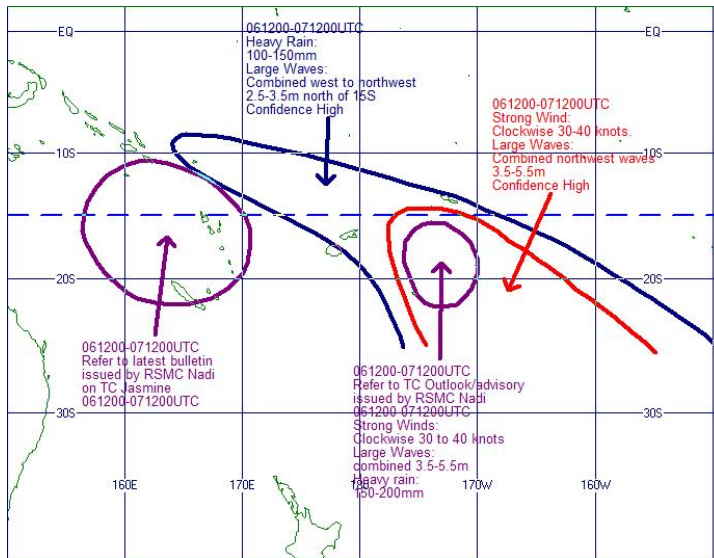 061200-071200UTC
Heavy Rain:
100-150mm
Large Waves:
Combined west to northwest
2.5-3.5m north of 15S
Confidence High
EQ
EQ
061200-071200UTC
Strong Wind:
Clockwise 30-40 knots.
Large Waves:
Combined northwest waves
3.5-5.5m
Confidence High
10S
10S
20S
20S
061200-071200UTC
Refer to latest bulletin
issued by RSMC Nadi
on TC Jasmine
061200-071200UTC
061200-071200UTC
Refer to TC Outlook/advisory
issued by RSMC Nadi
061200-071200UTC
Strong Winds:
Clockwise 30 to 40 knots
Large Waves:
combined 3.5-5.5m
Heavy rain:
150-200mm
30S
30S
160E
170E
180
170W
160W